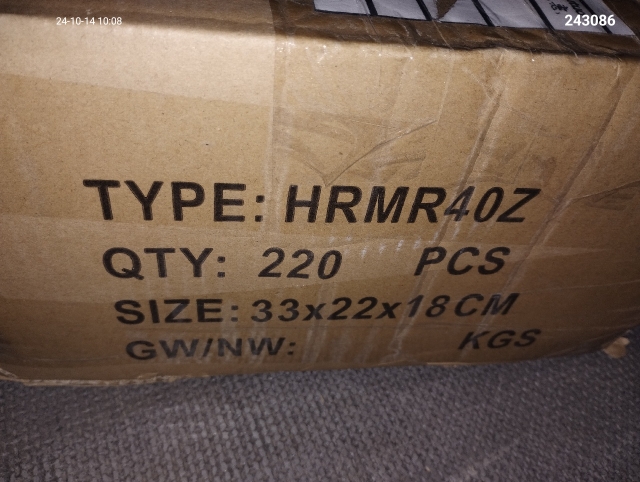 24-10-14 10:08
243086
TYPE: HRMR40Z
QTY: 220 PCS
SIZE: 33x22x18CM
GW/NW: KGS